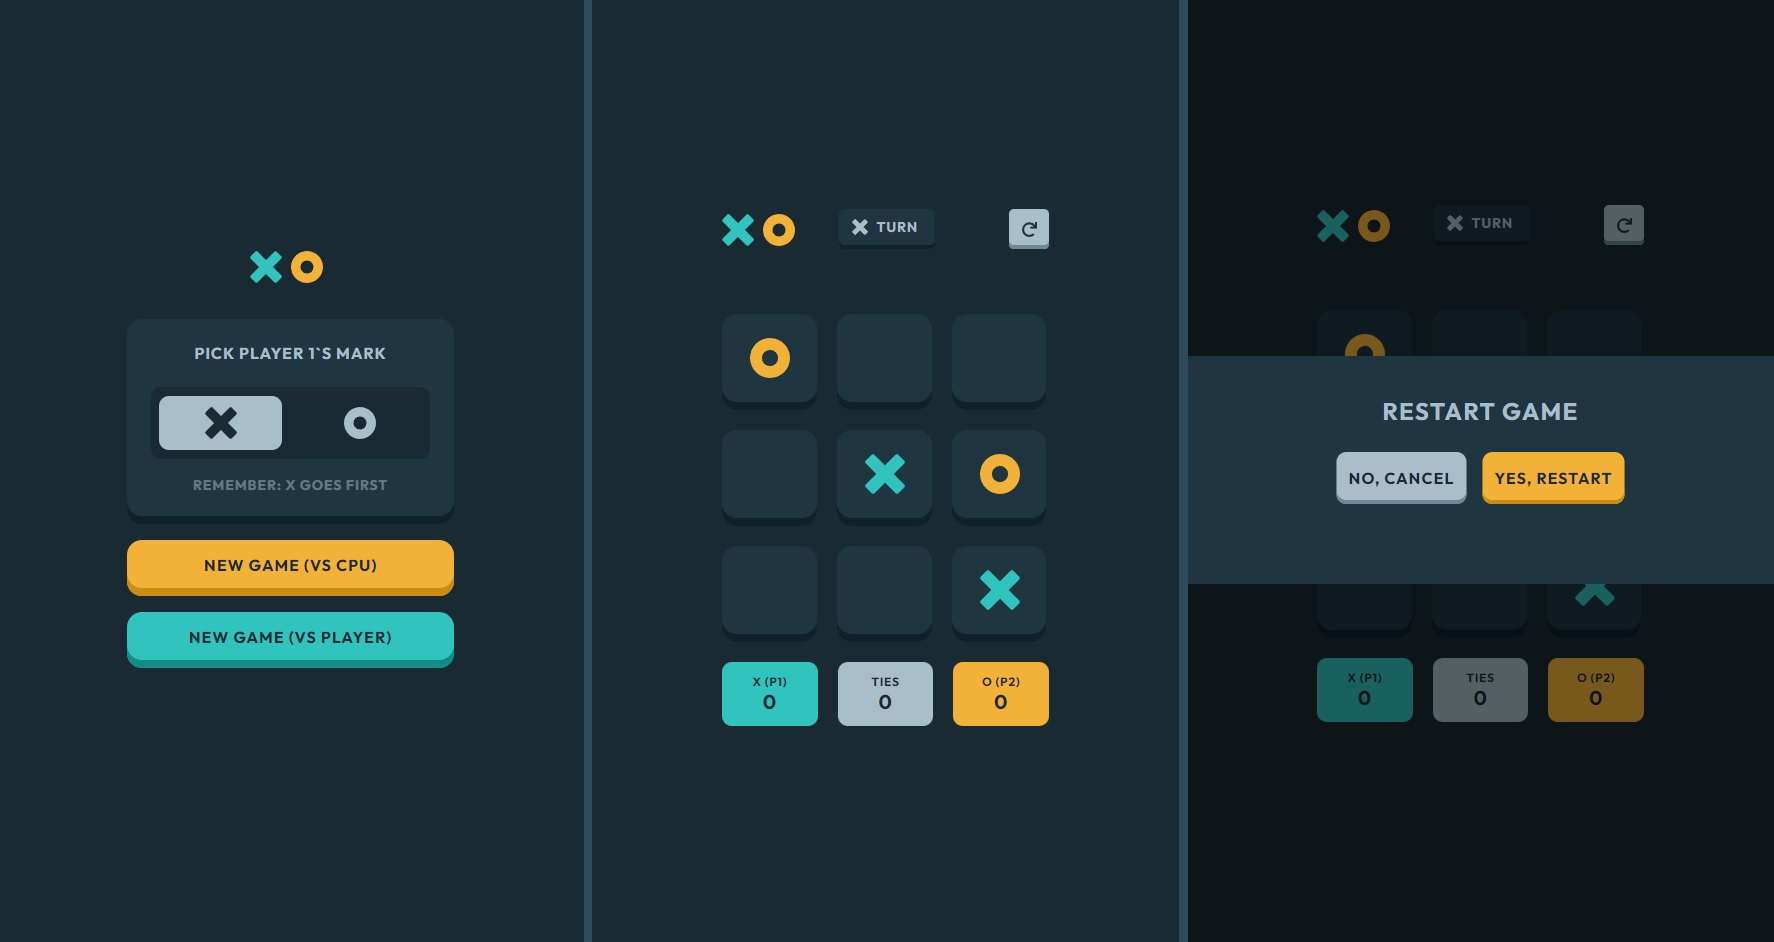 PICK PLAYER 1`S MARK
REMEMBER: X GOES FIRST
NEW GAME (VS CPU)
NEW GAME (VS PLAYER)
TURN
X (P1)
0
TIES
0
O (P2)
0
TURN
RESTART GAME
NO, CANCEL
YES, RESTART
X (P1)
0
TIES
0
O (P2)
0